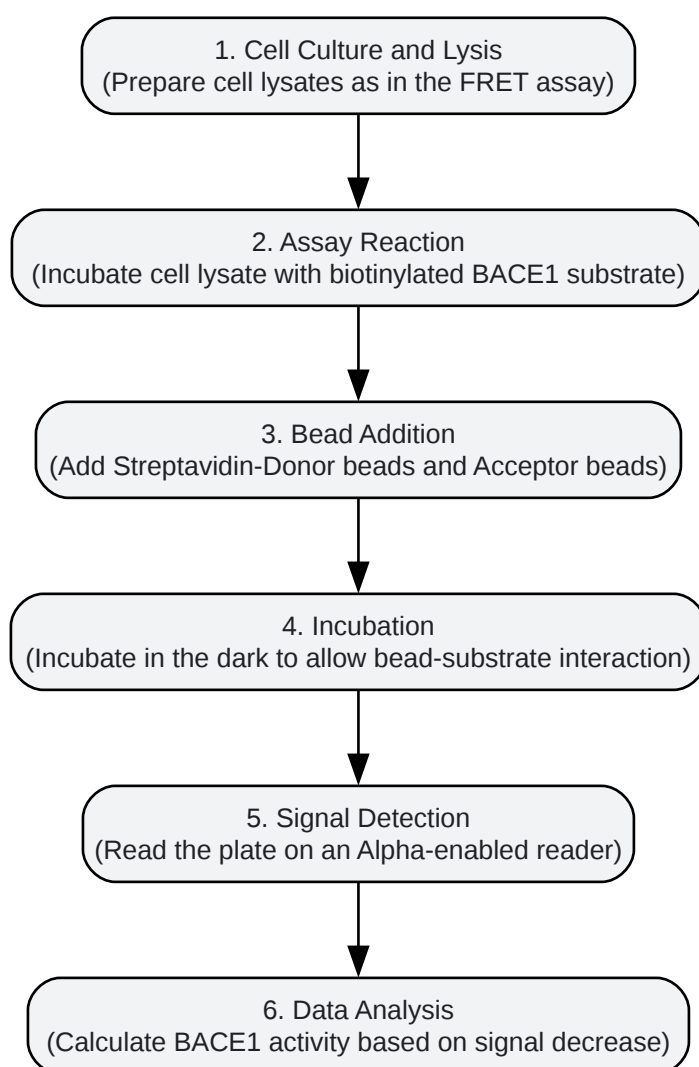 1. Cell Culture and Lysis
(Prepare cell lysates as in the FRET assay)
2. Assay Reaction
(Incubate cell lysate with biotinylated BACE1 substrate)
3. Bead Addition
(Add Streptavidin-Donor beads and Acceptor beads)
4. Incubation
(Incubate in the dark to allow bead-substrate interaction)
5. Signal Detection
(Read the plate on an Alpha-enabled reader)
6. Data Analysis
(Calculate BACE1 activity based on signal decrease)